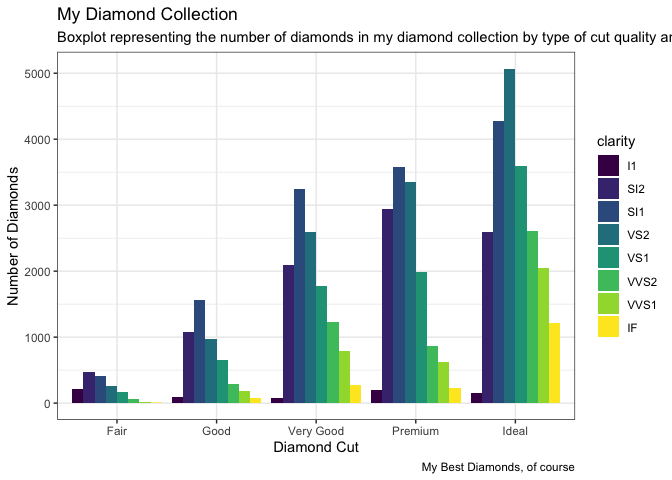 My Diamond Collection
Boxplot representing the number of diamonds in my diamond collection by type of cut quality
Number of Diamonds
5000
4000
3000
2000
1000
0
Fair Good Very Good Premium Ideal
Diamond Cut
clarity
I1
SI2
SI1
VS2
VS1
VVS2
VVS1
IF
My Best Diamonds, of course